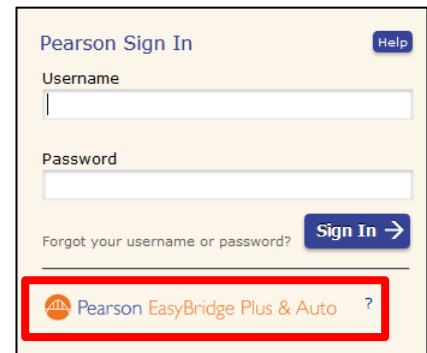 Pearson Sign In Help
Username
Password
Forgot your username or password? Sign In →
Pearson EasyBridge Plus & Auto ?